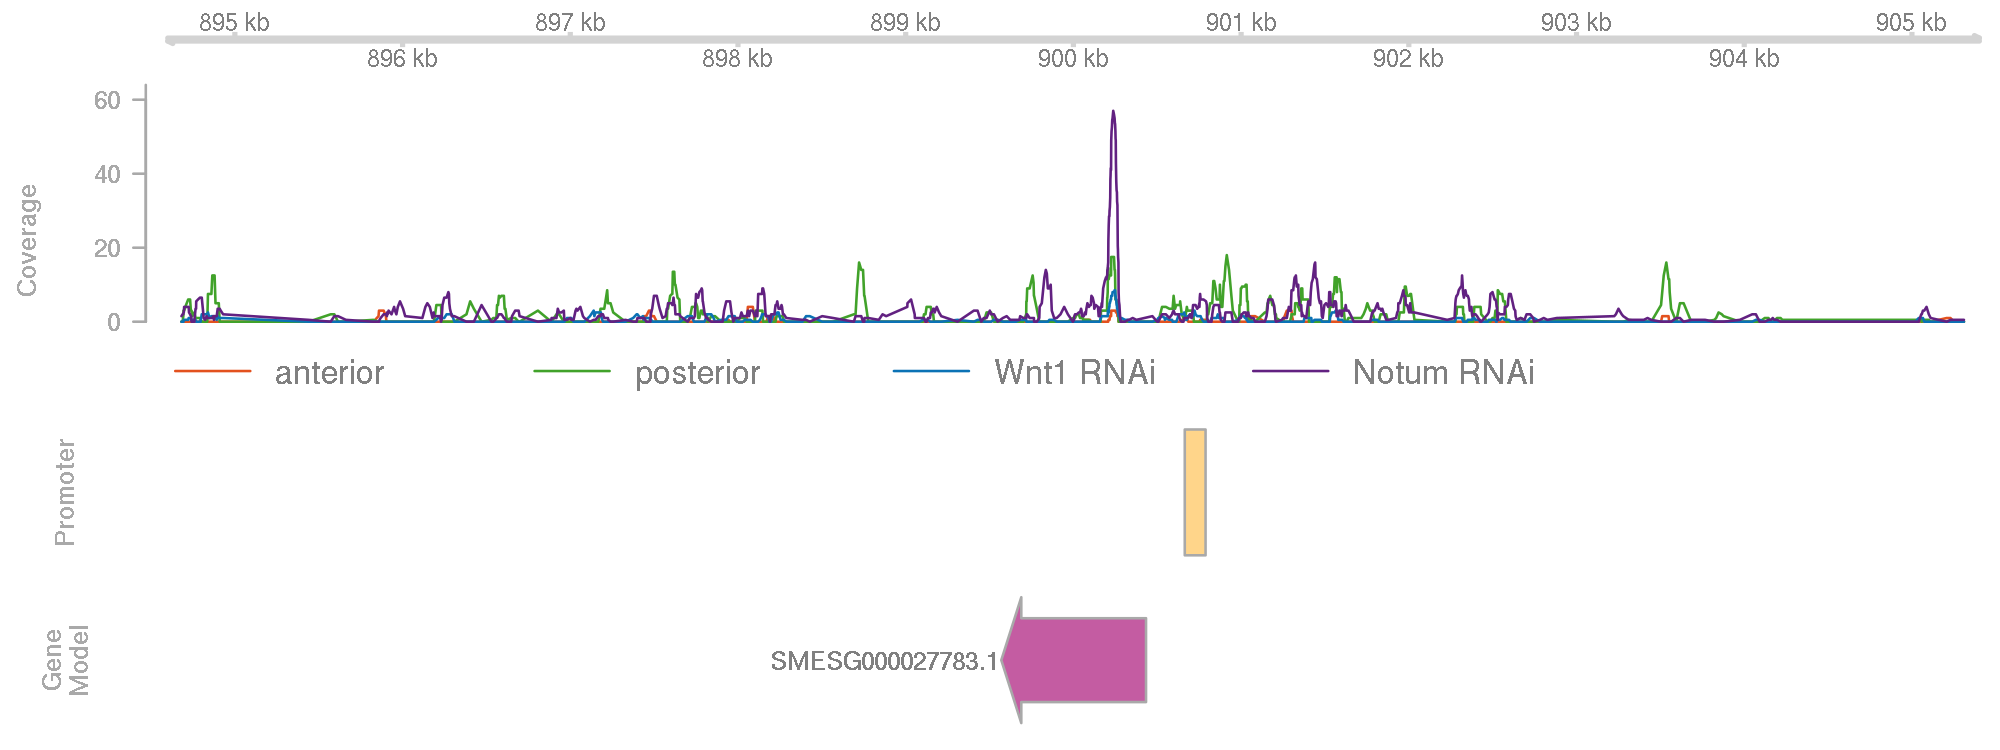 895 kb 897 kb 899 kb 901 kb 903 kb 905 kb
896 kb 898 kb 900 kb 902 kb 904 kb
60
40
20
0
Coverage
anterior posterior Wnt1 RNAi Notum RNAi
Promoter
Gene
Model
SMESG000027783.1